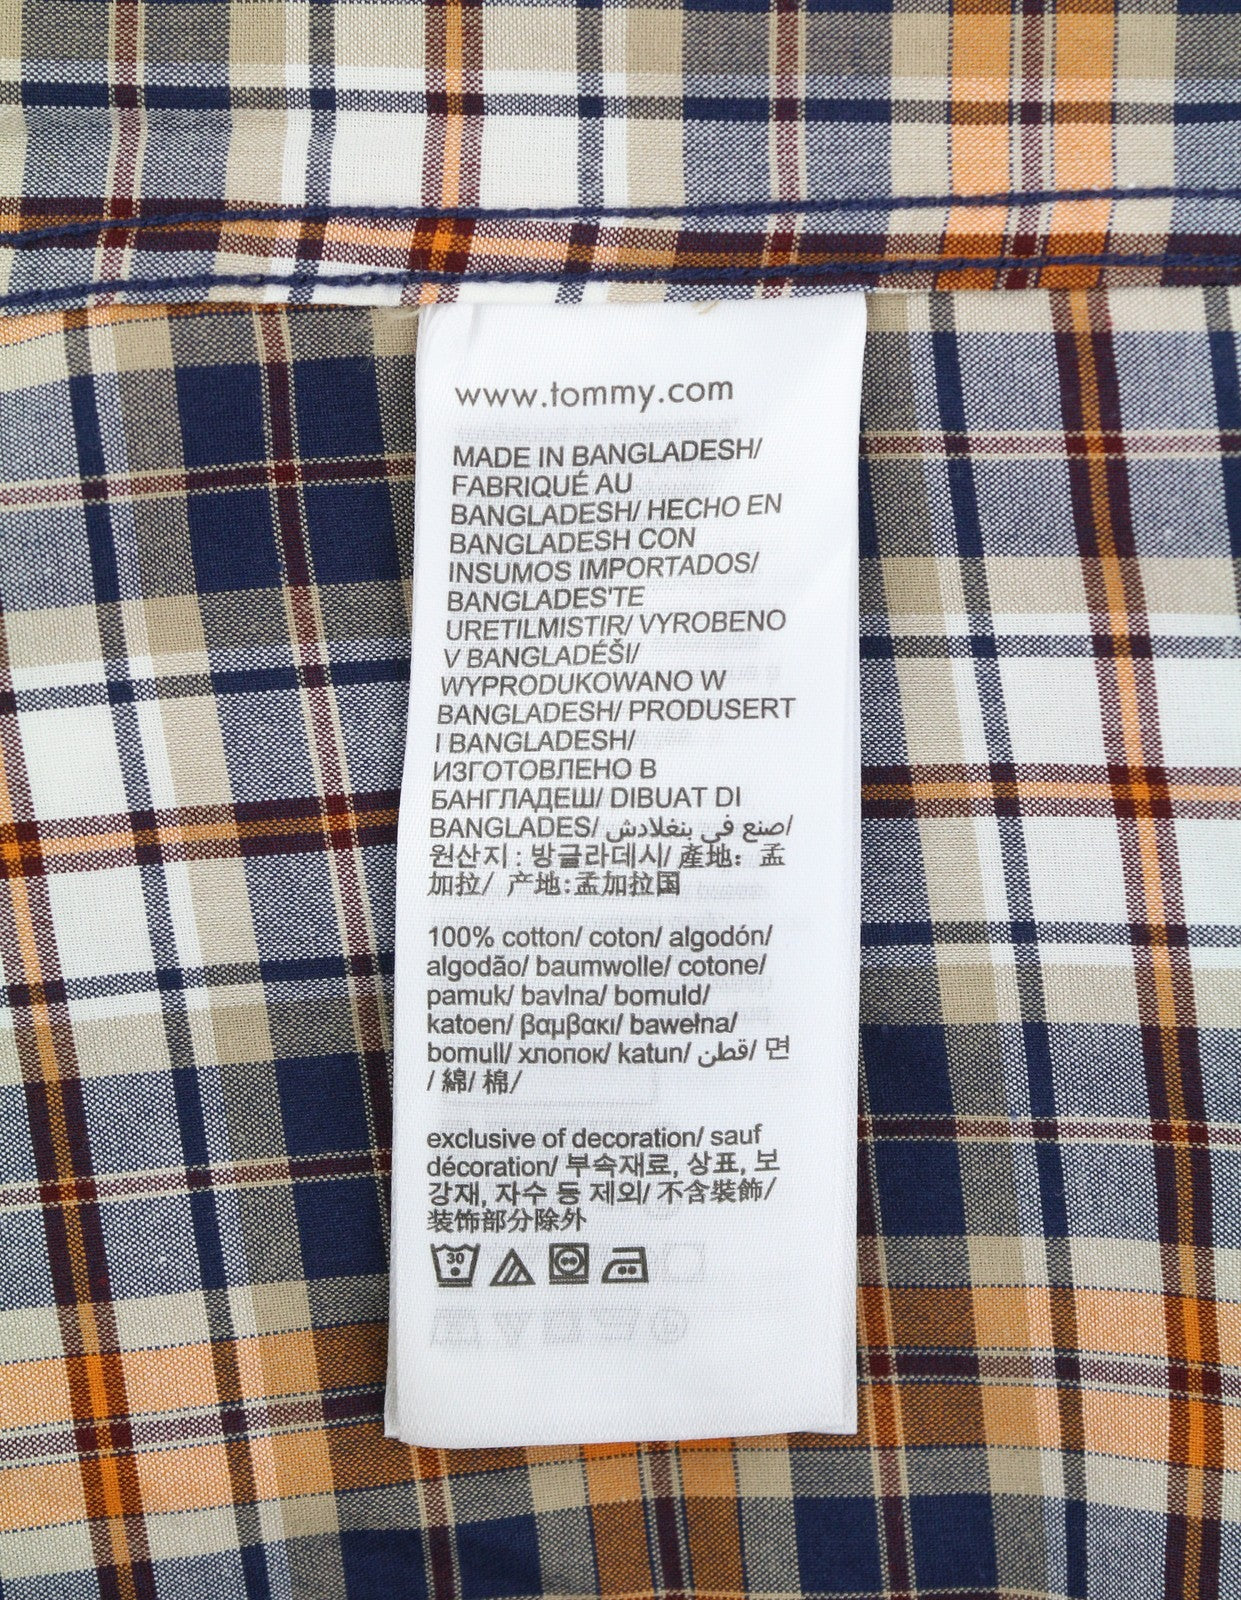 www.tommy.com
MADE IN BANGLADESH/
FABRIQUÉ AU
BANGLADESH/ HECHO EN
BANGLADESH CON
INSUMOS IMPORTADOS/
BANGLADES'TE
URETILMISTIR/ VYROBENO
V BANGLADÉŠI/
WYPRODUKOWANO W
BANGLADESH/ PRODUSERT
I BANGLADESH/
ИЗГОТОВЛЕНО В
БАНГЛАДЕШ/ DIBUAT DI
BANGLADES/ صنع في بنغلادش/
원산지 : 방글라데시/ 產地：孟
加拉/ 产地:孟加拉国
100% cotton/ coton/ algodón/
algodão/ baumwolle/ cotone/
pamuk/ bavlna/ bomuld/
katoen/ βαμβακι/ bawełna/
bomull/ хлопок/ katun/ قطن/ 면
/ 綿/ 棉/
exclusive of decoration/ sauf
décoration/ 부속재료, 상표, 보
강재, 자수 등 제외/ 不含裝飾/
装饰部分除外
30